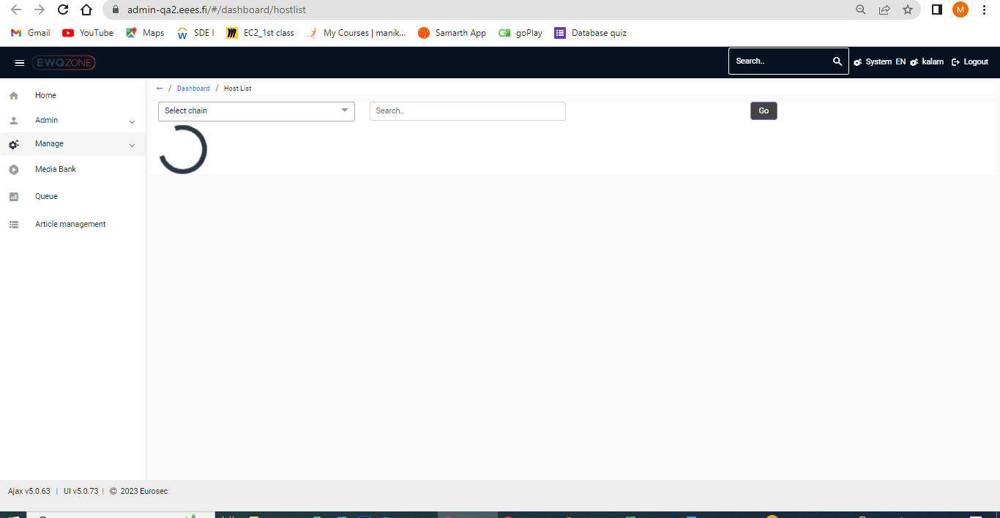 admin-qa2.eees.fi/#/dashboard/hostlist M
Gmail YouTube Maps SDE I EC2_1st class My Courses | manik... Samarth App goPlay Database quiz
EWQZONE Search.. System EN kalam Logout
← / Dashboard / Host List
Home
Admin
Manage
Media Bank
Queue
Article management
Select chain Search.. Go
Ajax v5.0.63 | UI v5.0.73 | © 2023 Eurosec